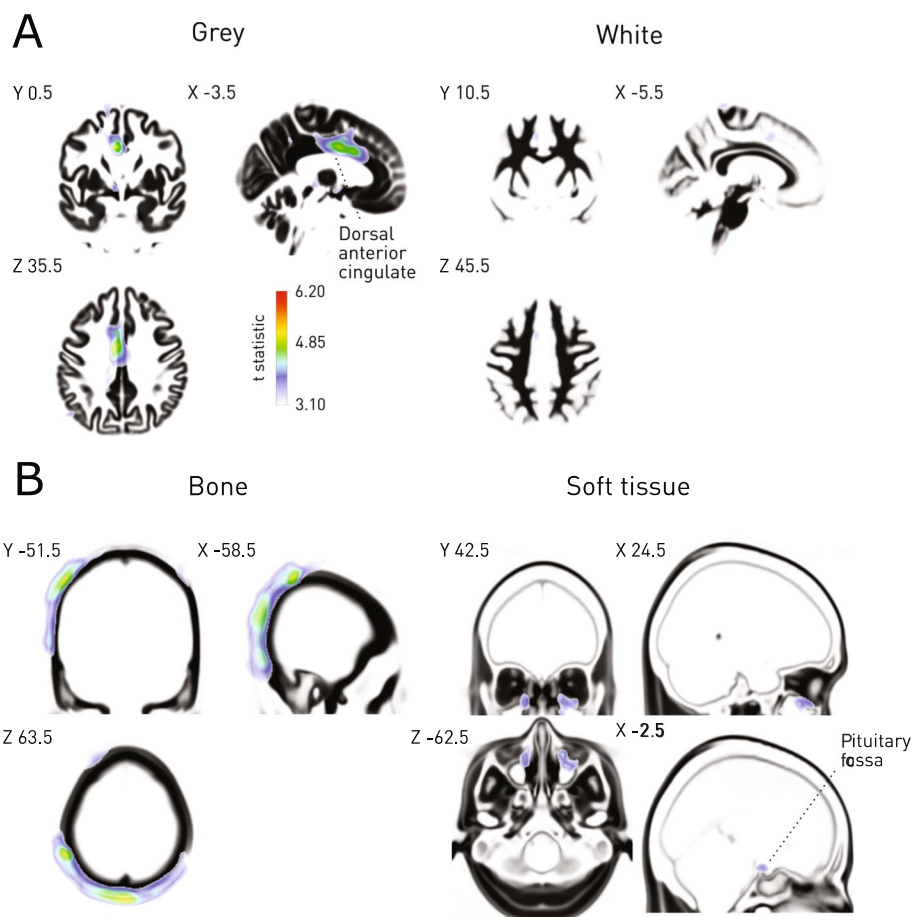 A
Grey
White
Y 0.5
X -3.5
Y 10.5
X -5.5
Dorsal
anterior
cingulate
Z 35.5
Z 45.5
t statistic
6.20
4.85
3.10
B
Bone
Soft tissue
Y -51.5
X -58.5
Y 42.5
X 24.5
Z 63.5
Z -62.5
X -2.5
Pituitary
fossa